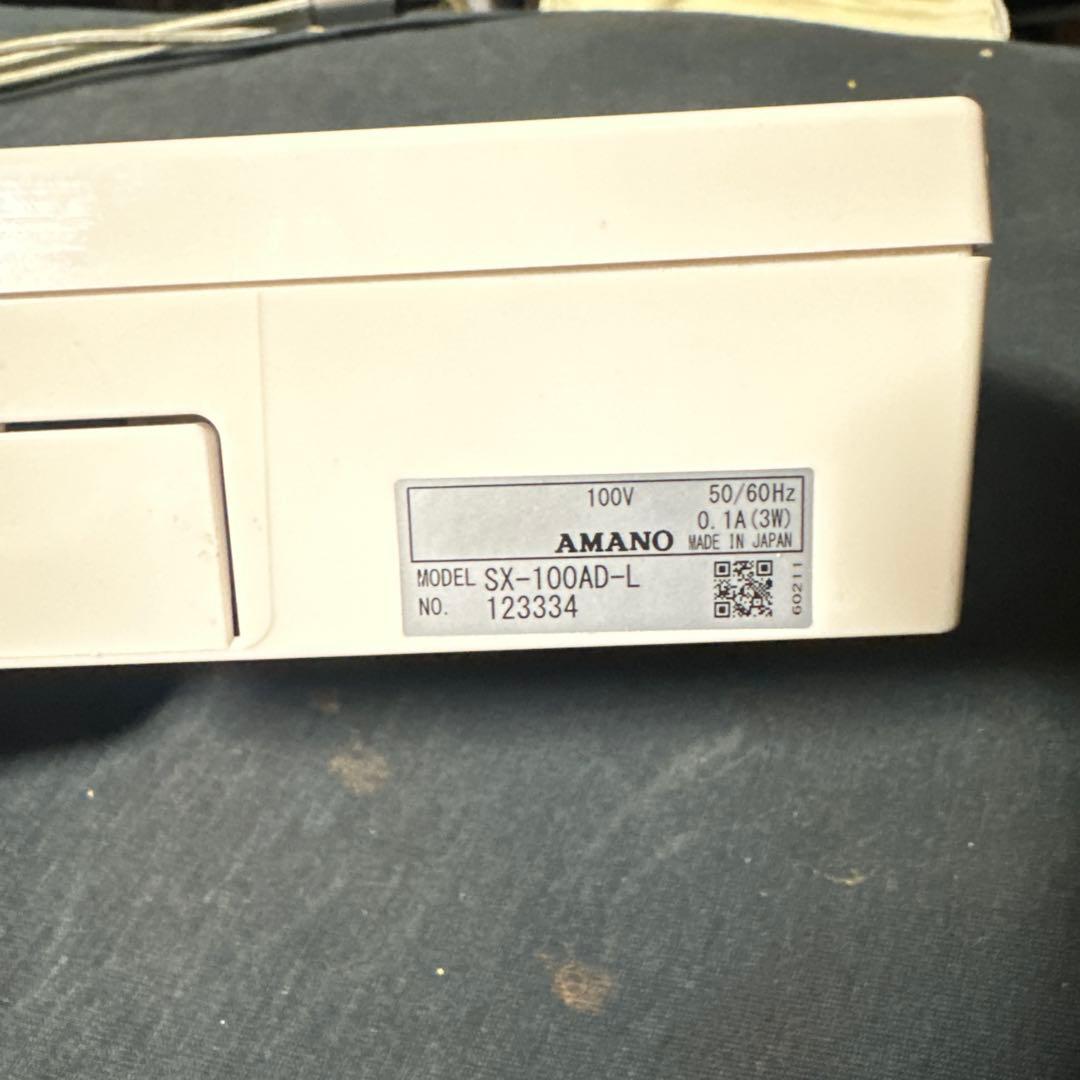 100V 50/60Hz
0.1A(3W)
AMANO MADE IN JAPAN
MODEL SX-100AD-L
NO. 123334
60211